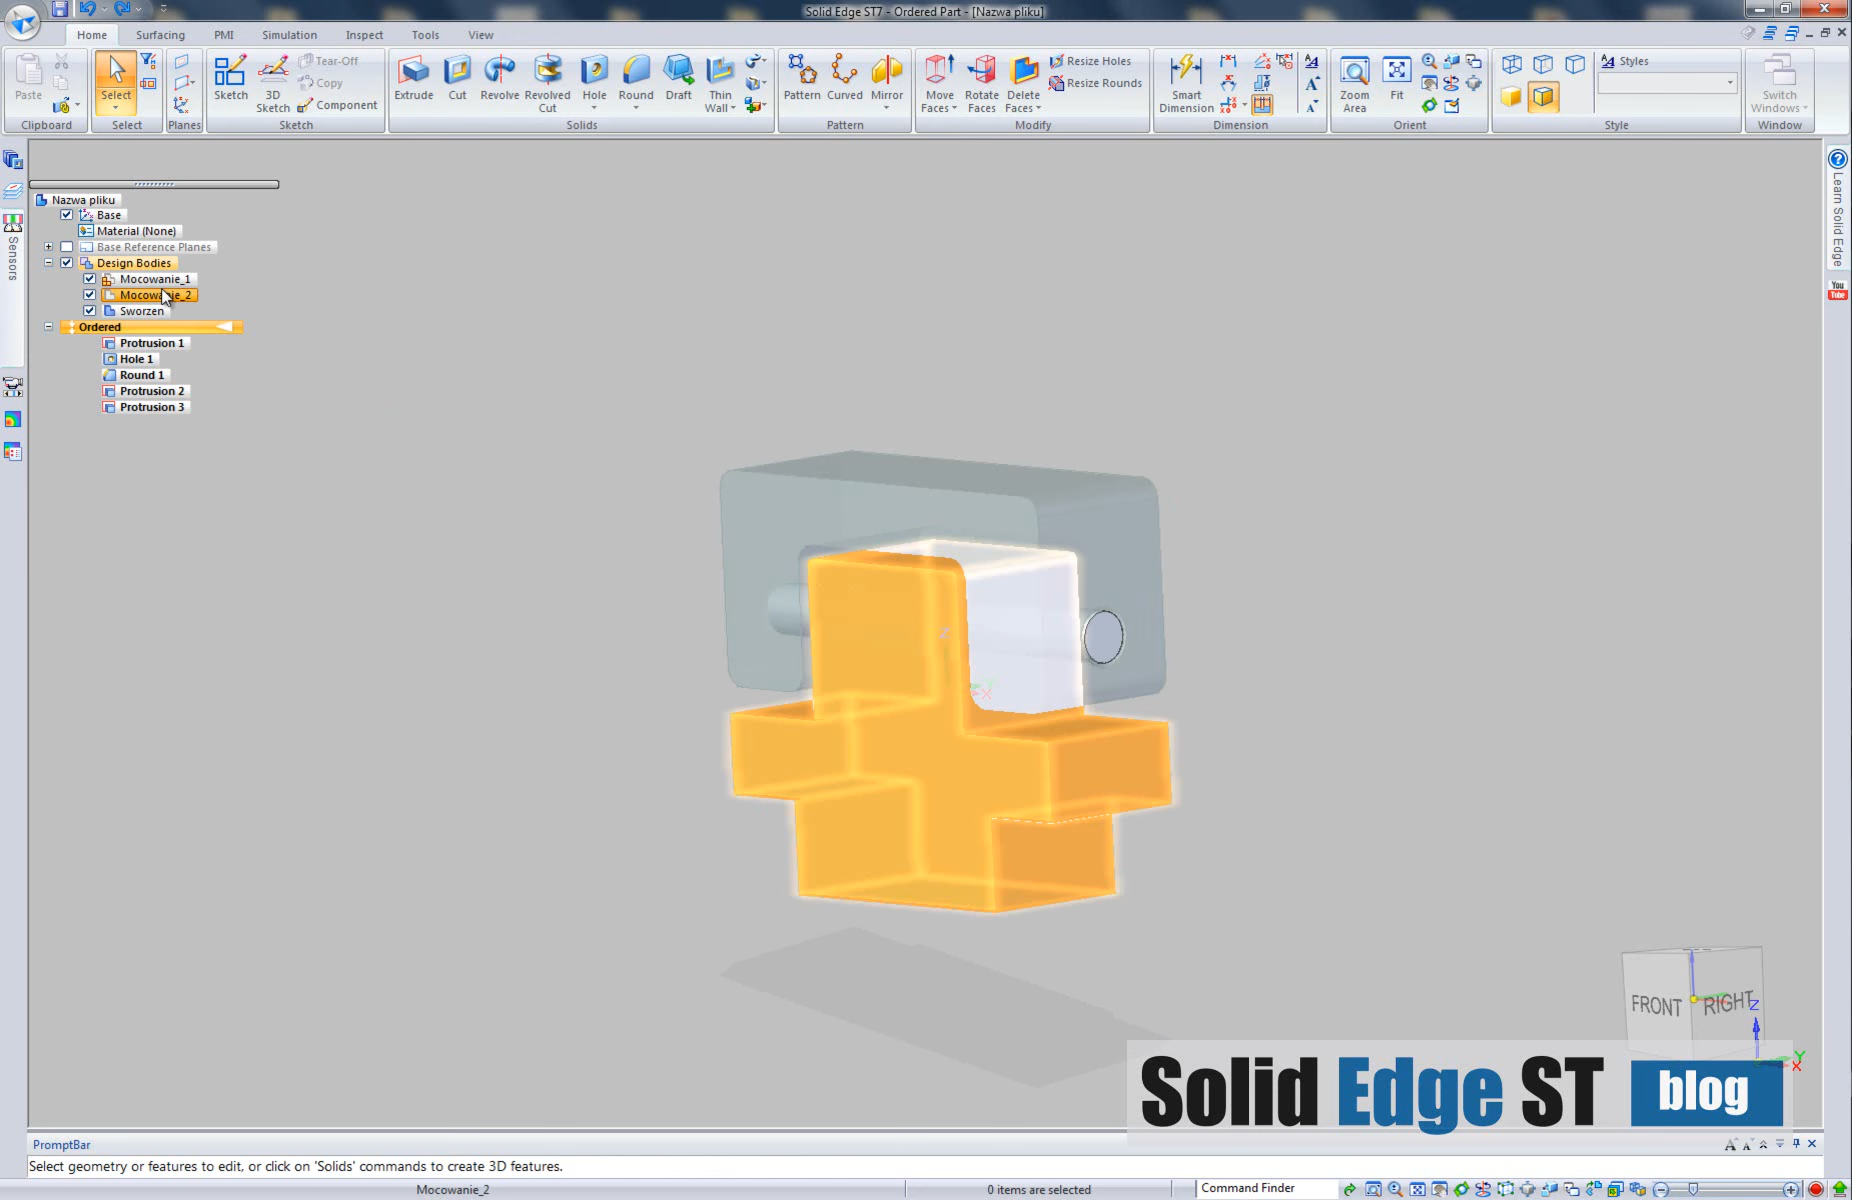 Solid Edge ST7 - Ordered Part - [Nazwa pliku]
Home Surfacing PMI Simulation Inspect Tools View
Paste
Clipboard
Select
Select
Planes
Sketch
3D Sketch
Tear-Off
Copy
Component
Sketch
Extrude
Cut
Revolve
Revolved Cut
Hole
Round
Draft
Thin Wall
Solids
Pattern
Curved
Mirror
Pattern
Move Faces
Rotate Faces
Delete Faces
Resize Holes
Resize Rounds
Modify
Smart Dimension
Dimension
Zoom Area
Fit
Orient
Styles
Style
Switch Windows
Window
Sensors
Learn Solid Edge
You Tube
Nazwa pliku
Base
Material (None)
Base Reference Planes
Design Bodies
Mocowanie_1
Mocowanie_2
Sworzen
Ordered
Protrusion 1
Hole 1
Round 1
Protrusion 2
Protrusion 3
Z
Y
X
FRONT
RIGHT
Z
Y
X
Solid Edge ST blog
PromptBar
Select geometry or features to edit, or click on 'Solids' commands to create 3D features.
Mocowanie_2
0 items are selected
Command Finder